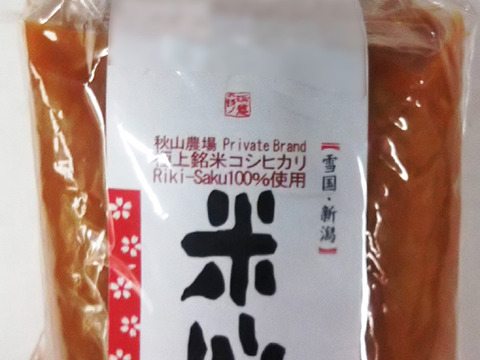 秋山農場 Private Brand
極上銘米コシヒカリ
Riki-Saku100%使用
【雪国・新潟】
米